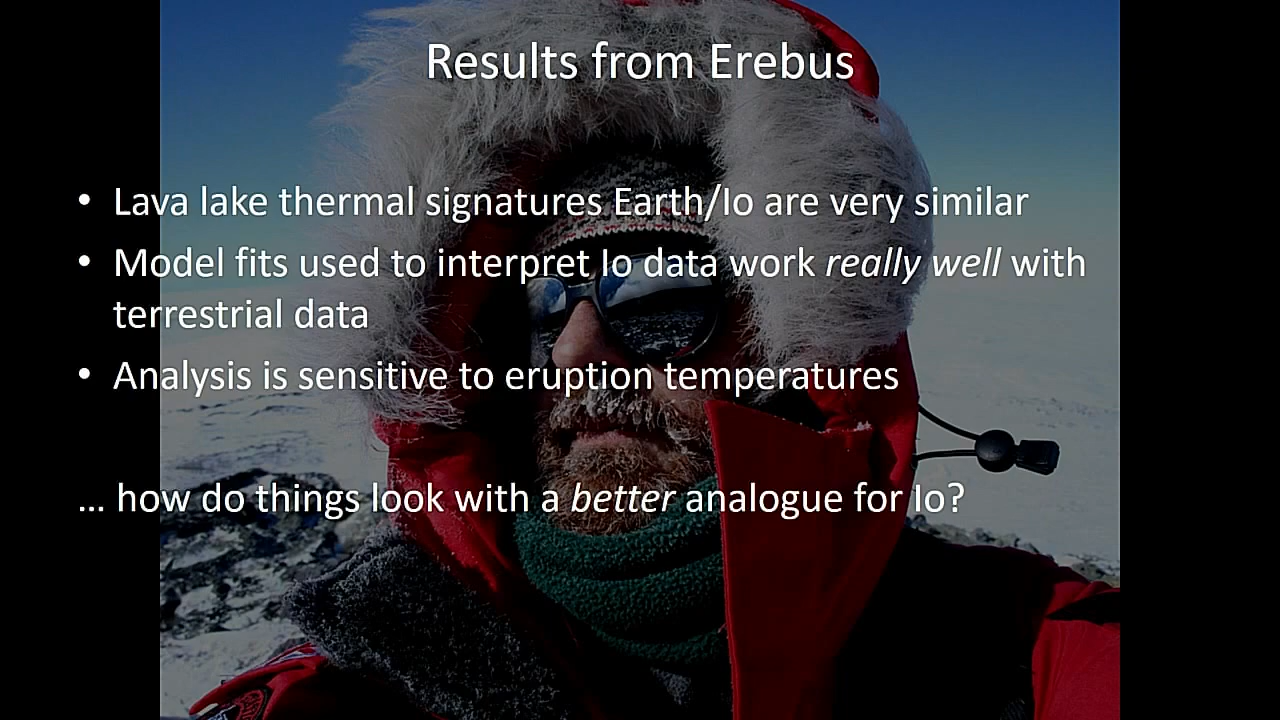 Results from Erebus
• Lava lake thermal signatures Earth/Io are very similar
• Model fits used to interpret Io data work really well with
terrestrial data
• Analysis is sensitive to eruption temperatures
... how do things look with a better analogue for Io?